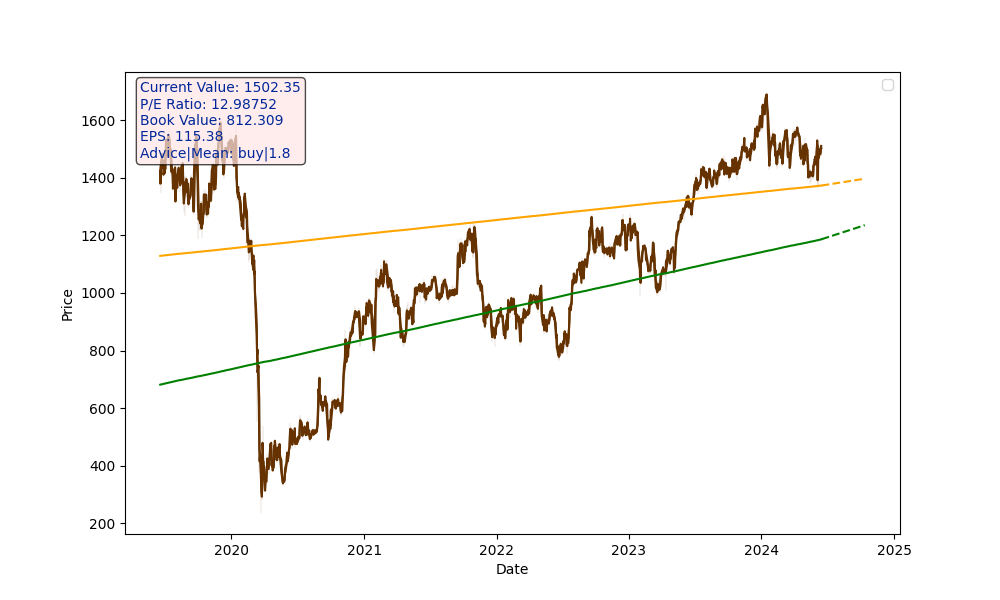 Current Value: 1502.35
P/E Ratio: 12.98752
Book Value: 812.309
EPS: 115.38
Advice|Mean: buy|1.8
1600
1400
1200
1000
800
600
400
200
Price
2020 2021 2022 2023 2024 2025
Date